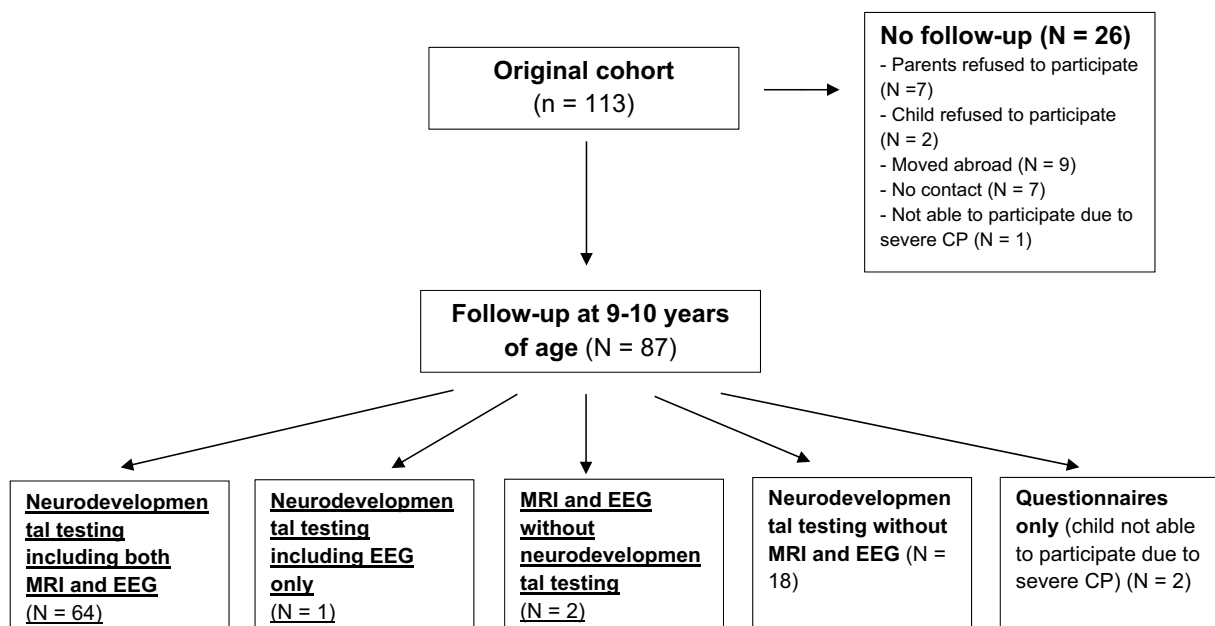 Original cohort
(n = 113)
No follow-up (N = 26)
- Parents refused to participate
(N =7)
- Child refused to participate
(N = 2)
- Moved abroad (N = 9)
- No contact (N = 7)
- Not able to participate due to
severe CP (N = 1)
Follow-up at 9-10 years
of age (N = 87)
Neurodevelopmen
tal testing
including both
MRI and EEG
(N = 64)
Neurodevelopmen
tal testing
including EEG
only
(N = 1)
MRI and EEG
without
neurodevelopmen
tal testing
(N = 2)
Neurodevelopmen
tal testing without
MRI and EEG (N =
18)
Questionnaires
only (child not able
to participate due to
severe CP) (N = 2)